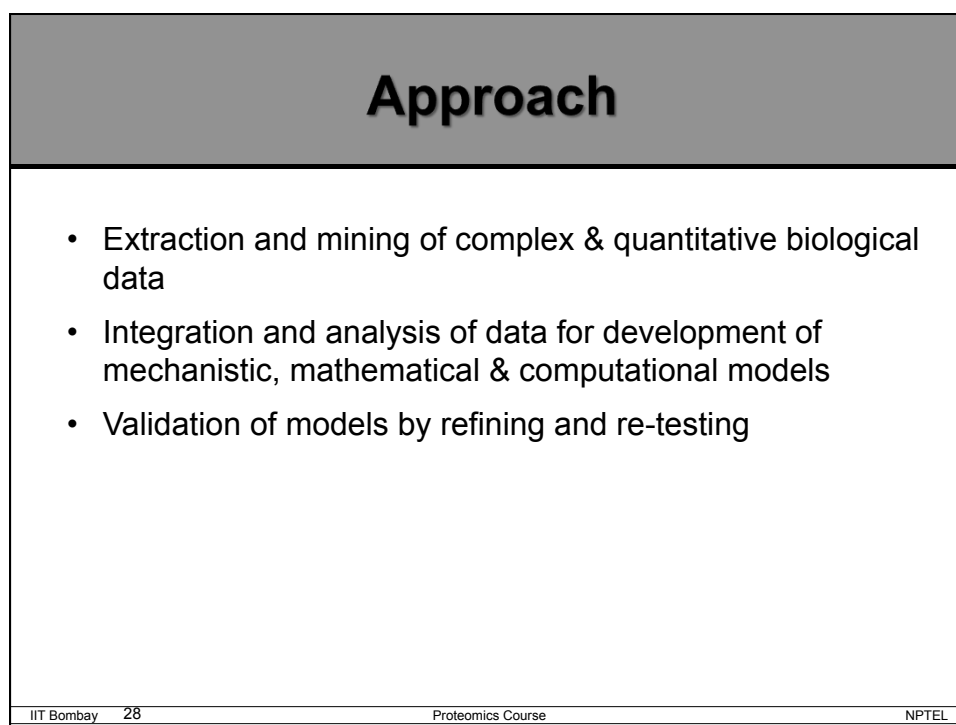 Approach
• Extraction and mining of complex & quantitative biological
data
• Integration and analysis of data for development of
mechanistic, mathematical & computational models
• Validation of models by refining and re-testing
IIT Bombay 28 Proteomics Course NPTEL